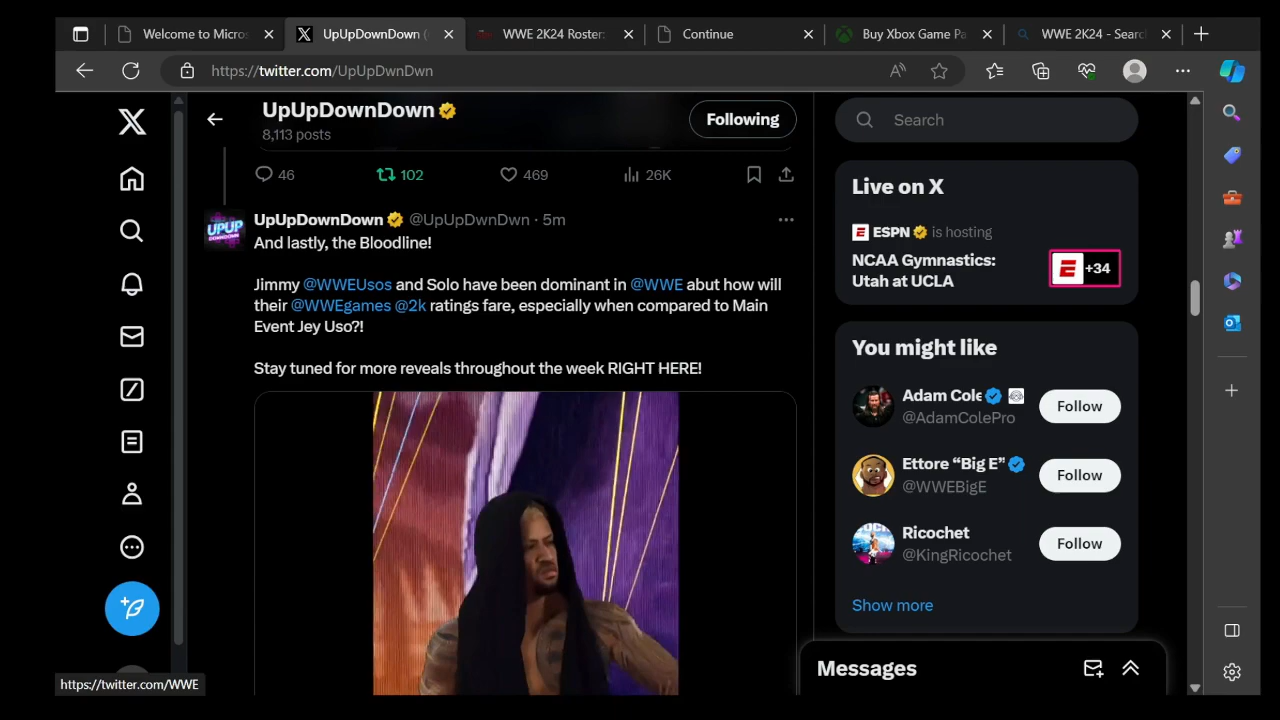 Welcome to Micros
UpUpDownDown (
WWE 2K24 Roster:
Continue
Buy Xbox Game Pa
WWE 2K24 - Searc
https://twitter.com/UpUpDwnDwn
UpUpDownDown
8,113 posts
Following
46
102
469
26K
UpUpDownDown @UpUpDwnDwn · 5m
And lastly, the Bloodline!
Jimmy @WWEUsos and Solo have been dominant in @WWE abut how will
their @WWEgames @2k ratings fare, especially when compared to Main
Event Jey Uso?!
Stay tuned for more reveals throughout the week RIGHT HERE!
Search
Live on X
ESPN is hosting
NCAA Gymnastics:
Utah at UCLA
+34
You might like
Adam Cole
@AdamColePro
Follow
Ettore “Big E”
@WWEBigE
Follow
Ricochet
@KingRicochet
Follow
Show more
Messages
https://twitter.com/WWE